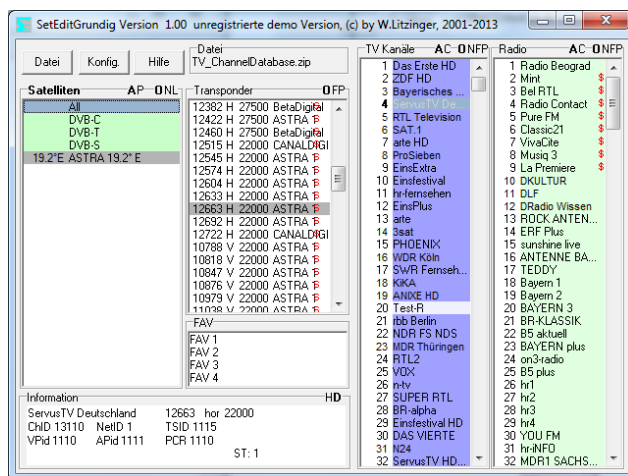 SetEditGrundig Version 1.00 unregistrierte demo Version, (c) by W.Litzinger, 2001-2013
Datei Konfig. Hilfe
Datei
TV_ChannelDatabase.zip
Satelliten AP ONL
All
DVB-C
DVB-T
DVB-S
19.2°E ASTRA 19.2° E
Transponder OFP
12382 H 27500 BetaDigital
12422 H 27500 ASTRA
12460 H 27500 BetaDigital
12515 H 22000 CANALDIGI
12545 H 22000 ASTRA
12574 H 22000 ASTRA
12604 H 22000 ASTRA
12633 H 22000 ASTRA
12663 H 22000 ASTRA
12692 H 22000 ASTRA
12722 H 22000 CANALDIGI
10788 V 22000 ASTRA
10818 V 22000 ASTRA
10847 V 22000 ASTRA
10876 V 22000 ASTRA
10979 V 22000 ASTRA
11038 V 22000 ASTRA
FAV
FAV 1
FAV 2
FAV 3
FAV 4
Information HD
ServusTV Deutschland 12663 hor 22000
ChID 13110 NetID 1 TSID 1115
VPid 1110 APid 1111 PCR 1110
ST: 1
TV Kanäle AC ONFP
1 Das Erste HD
2 ZDF HD
3 Bayerisches ...
4 ServusTV De...
5 RTL Television
6 SAT.1
7 arte HD
8 ProSieben
9 EinsExtra
10 Einsfestival
11 hr-fernsehen
12 EinsPlus
13 arte
14 3sat
15 PHOENIX
16 WDR Köln
17 SWR Fernseh...
18 KiKA
19 ANIXE HD
20 Test-R
21 rbb Berlin
22 NDR FS NDS
23 MDR Thüringen
24 RTL2
25 VOX
26 n-tv
27 SUPER RTL
28 BR-alpha
29 Einsfestival HD
30 DAS VIERTE
31 N24
32 ServusTV HD...
Radio AC ONFP
1 Radio Beograd
2 Mint $
3 Bel RTL $
4 Radio Contact $
5 Pure FM $
6 Classic21 $
7 VivaCite $
8 Musiq 3 $
9 La Premiere $
10 DKULTUR
11 DLF
12 DRadio Wissen
13 ROCK ANTEN...
14 ERF Plus
15 sunshine live
16 ANTENNE BA...
17 TEDDY
18 Bayern 1
19 Bayern 2
20 BAYERN 3
21 BR-KLASSIK
22 B5 aktuell
23 BAYERN plus
24 on3-radio
25 B5 plus
26 hr1
27 hr2
28 hr3
29 hr4
30 YOU FM
31 hr-iNFO
32 MDR1 SACHS...